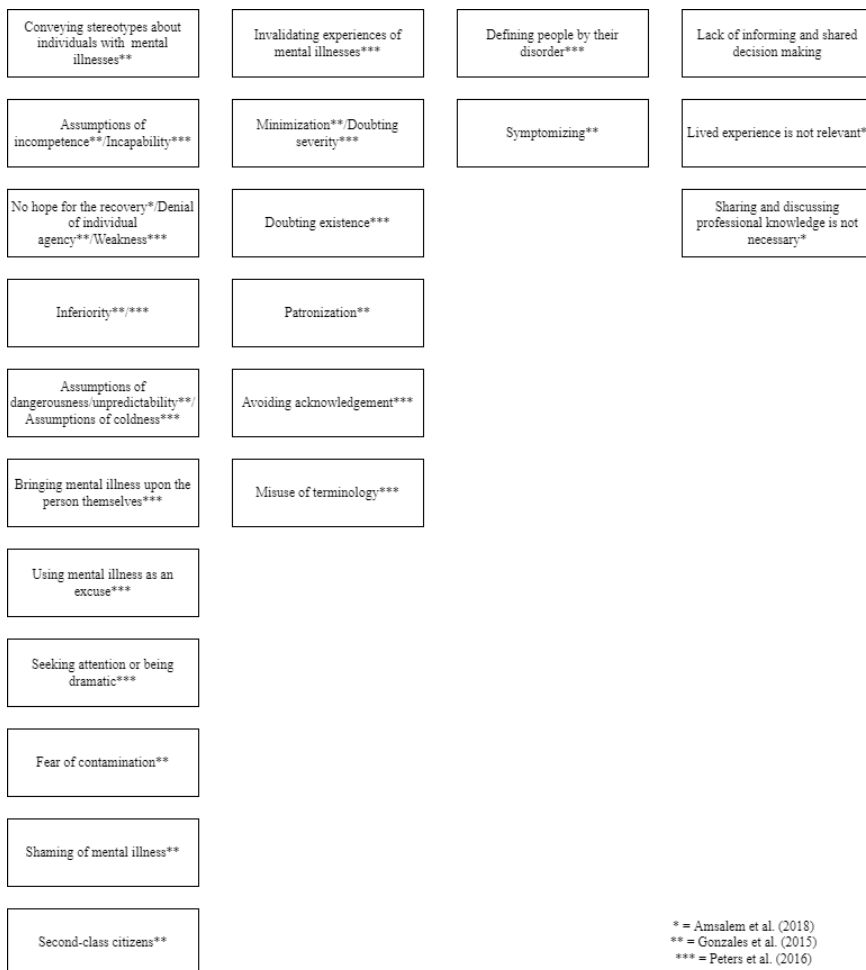 Conveying stereotypes about
individuals with mental
illnesses**
Invalidating experiences of
mental illnesses***
Defining people by their
disorder***
Lack of informing and shared
decision making
Assumptions of
incompetence**/Incapability***
Minimization**/Doubting
severity***
Symptomizing**
Lived experience is not relevant*
No hope for the recovery*/Denial
of individual
agency**/Weakness***
Doubting existence***
Sharing and discussing
professional knowledge is not
necessary*
Inferiority**/***
Patronization**
Assumptions of
dangerousness/unpredictability**/
Assumptions of coldness***
Avoiding acknowledgement***
Bringing mental illness upon the
person themselves***
Misuse of terminology***
Using mental illness as an
excuse***
Seeking attention or being
dramatic***
Fear of contamination**
Shaming of mental illness**
Second-class citizens**
* = Amsalem et al. (2018)
** = Gonzales et al. (2015)
*** = Peters et al. (2016)